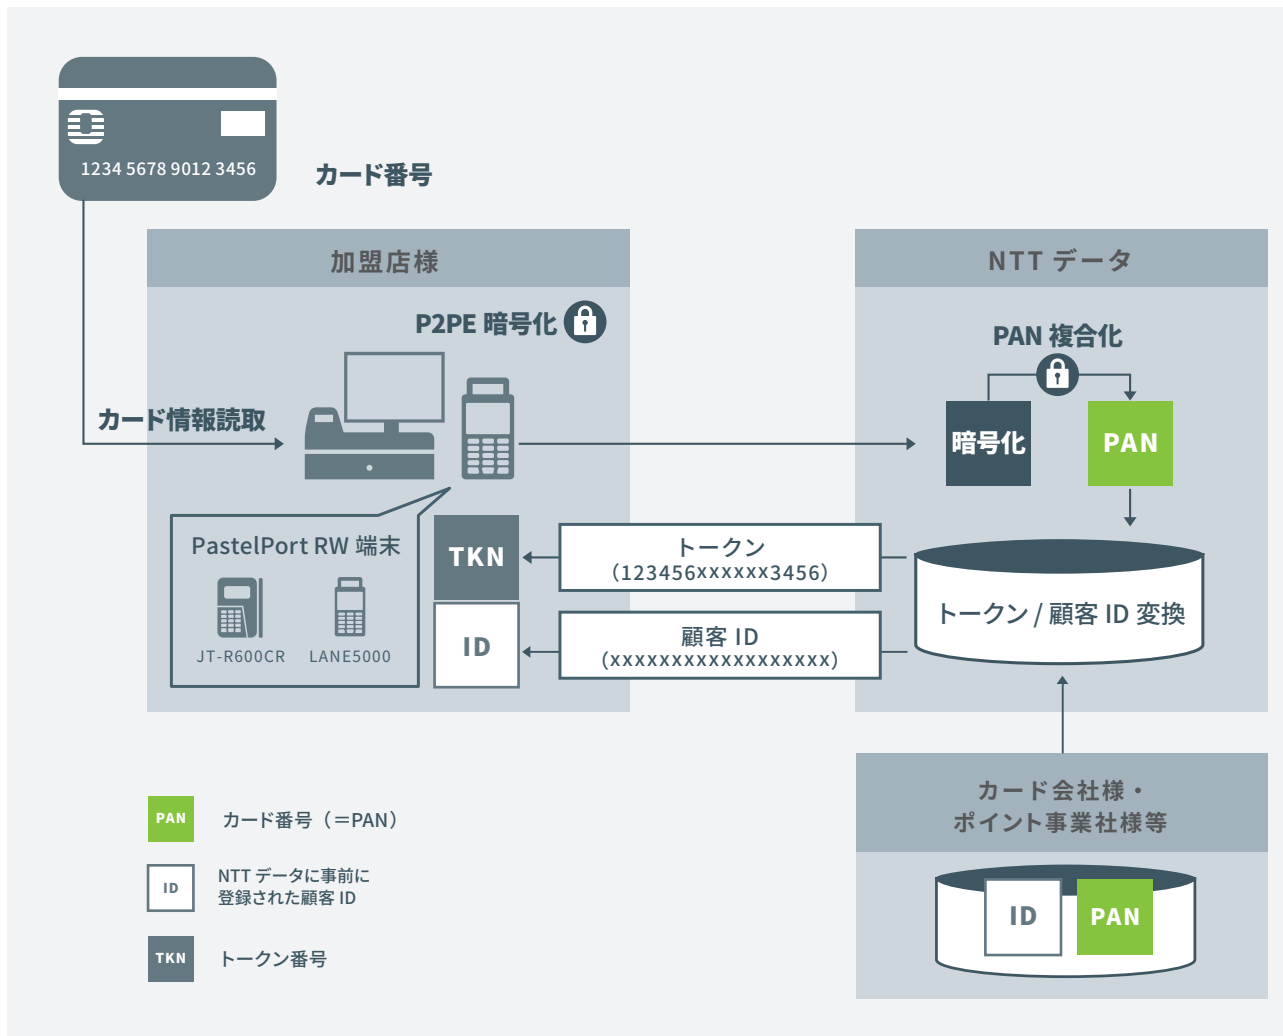 1234 5678 9012 3456
カード番号
加盟店様
P2PE 暗号化
カード情報読取
PastelPort RW 端末
JT-R600CR
LANE5000
TKN
ID
トークン
（123456xxxxxx3456）
顧客 ID
（xxxxxxxxxxxxxxxxxx）
NTT データ
PAN 複合化
暗号化
PAN
トークン / 顧客 ID 変換
カード会社様・
ポイント事業社様等
ID
PAN
PAN
カード番号（＝PAN）
ID
NTT データに事前に
登録された顧客 ID
TKN
トークン番号